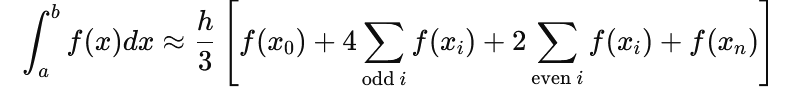 ∫_a^b f(x)dx ≈ h/3 [ f(x_0) + 4 ∑_{odd i} f(x_i) + 2 ∑_{even i} f(x_i) + f(x_n) ]